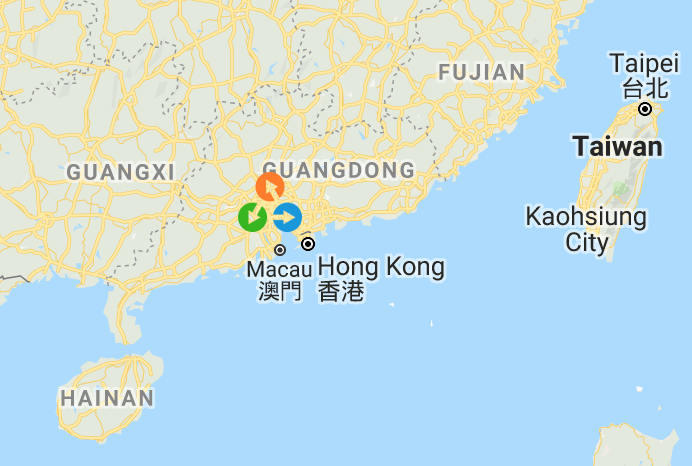 Taipei
台北
FUJIAN
Taiwan
GUANGXI
GUANGDONG
Kaohsiung
City
Macau
澳門
Hong Kong
香港
HAINAN